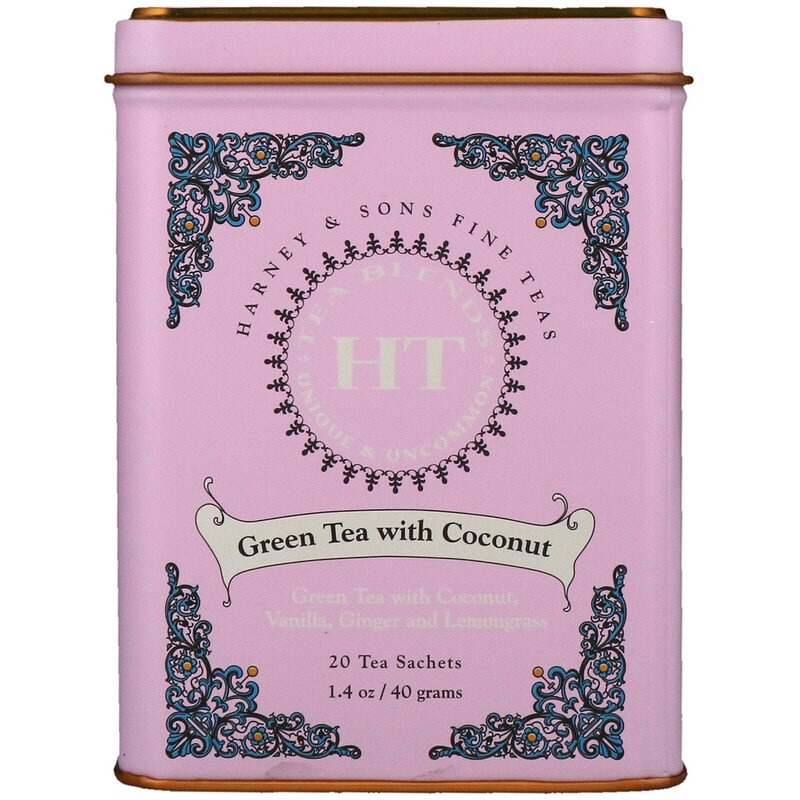 HARNEY & SONS FINE TEAS
TEA BLENDS
HT
UNIQUE & UNCOMMON
Green Tea with Coconut
Green Tea with Coconut,
Vanilla, Ginger and Lemongrass
20 Tea Sachets
1.4 oz / 40 grams